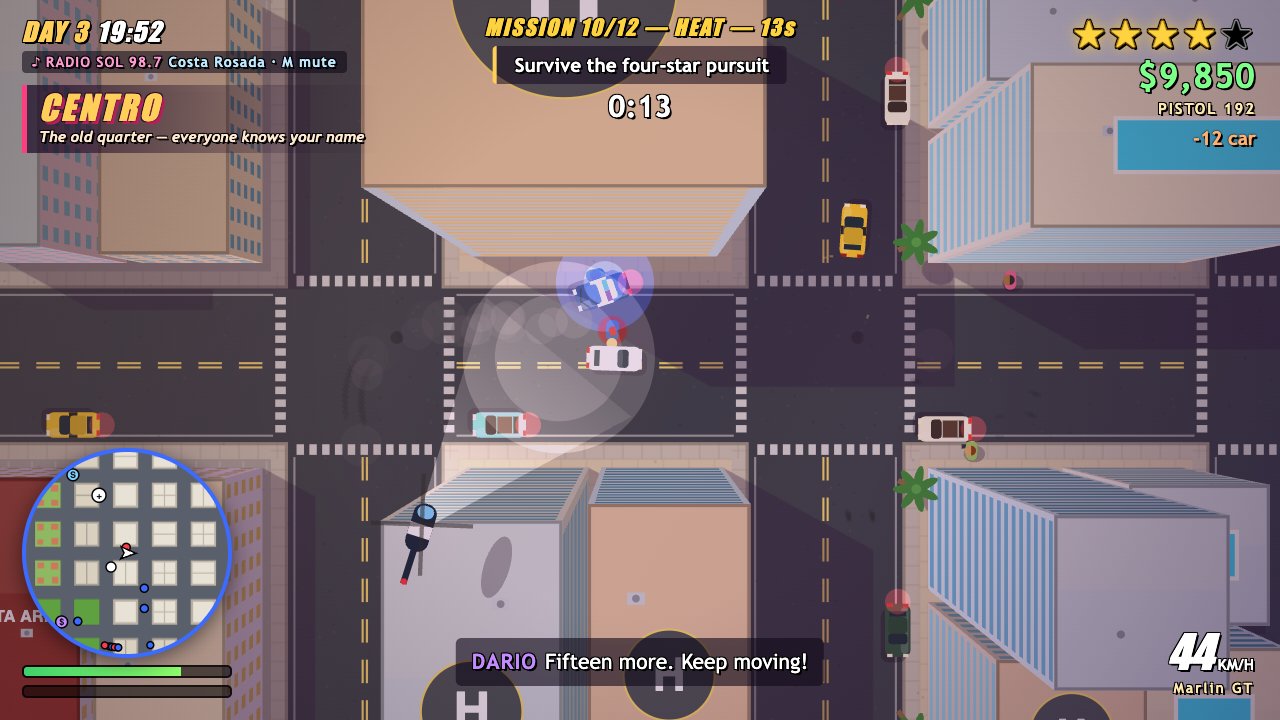 DAY 3 19:52
♪ RADIO SOL 98.7 Costa Rosada · M mute
CENTRO
The old quarter — everyone knows your name
MISSION 10/12 — HEAT — 13s
Survive the four-star pursuit
0:13
$9,850
PISTOL 192
-12 car
H
S
S
TA AR
DARIO Fifteen more. Keep moving!
H
H
44 KM/H
Marlin GT